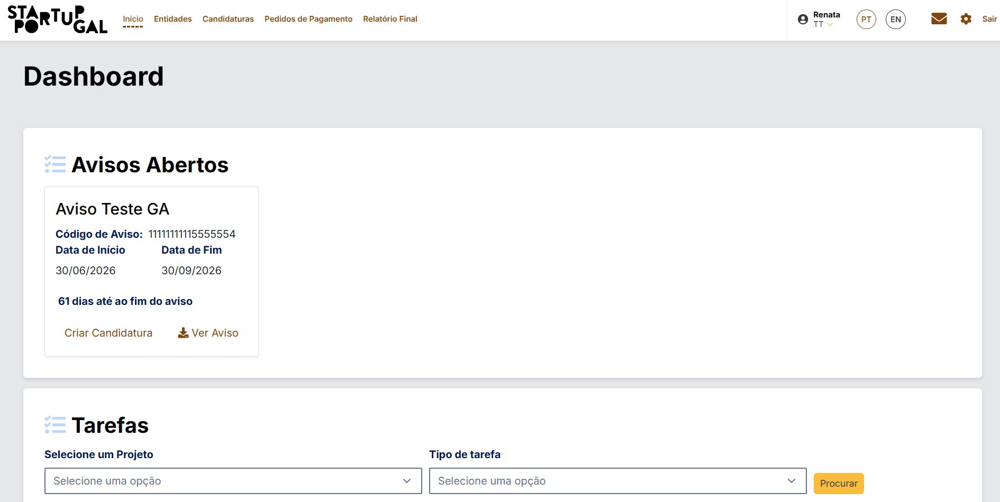 STARTUP
PORTUGAL
Início Entidades Candidaturas Pedidos de Pagamento Relatório Final
Renata
TT
PT EN Sair
Dashboard
Avisos Abertos
Aviso Teste GA
Código de Aviso: 11111111115555554
Data de Início Data de Fim
30/06/2026 30/09/2026
61 dias até ao fim do aviso
Criar Candidatura Ver Aviso
Tarefas
Selecione um Projeto Tipo de tarefa
Selecione uma opção Selecione uma opção Procurar